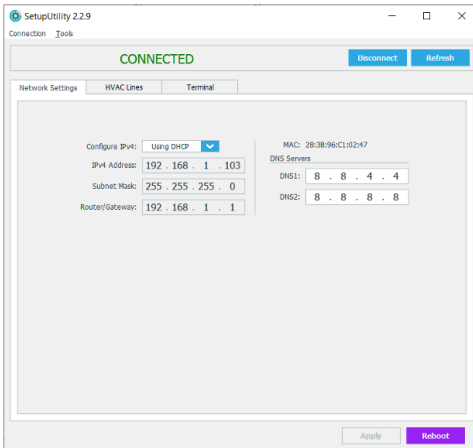 SetupUtility 2.2.9
Connection Tools
CONNECTED
Disconnect Refresh
Network Settings HVAC Lines Terminal
Configure IPv4: Using DHCP
IPv4 Address: 192 . 168 . 1 . 103
Subnet Mask: 255 . 255 . 255 . 0
Router/Gateway: 192 . 168 . 1 . 1
MAC: 28:3B:96:C1:02:47
DNS Servers
DNS1: 8 . 8 . 4 . 4
DNS2: 8 . 8 . 8 . 8
Apply Reboot